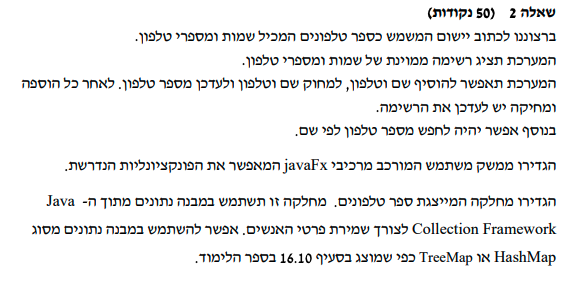 שאלה 2 (50 נקודות)
ברצוננו לכתוב יישום המשמש כספר טלפונים המכיל שמות ומספרי טלפון.
המערכת תציג רשימה ממוינת של שמות ומספרי טלפון.
המערכת תאפשר להוסיף שם וטלפון, למחוק שם וטלפון ולעדכן מספר טלפון. לאחר כל הוספה
ומחיקה יש לעדכן את הרשימה.
בנוסף אפשר יהיה לחפש מספר טלפון לפי שם.
הגדירו ממשק משתמש המורכב מרכיבי javaFx המאפשר את הפונקציונליות הנדרשת.
הגדירו מחלקה המייצגת ספר טלפונים. מחלקה זו תשתמש במבנה נתונים מתוך ה- Java
Collection Framework לצורך שמירת פרטי האנשים. אפשר להשתמש במבנה נתונים מסוג
HashMap או TreeMap כפי שמוצג בסעיף 16.10 בספר הלימוד.